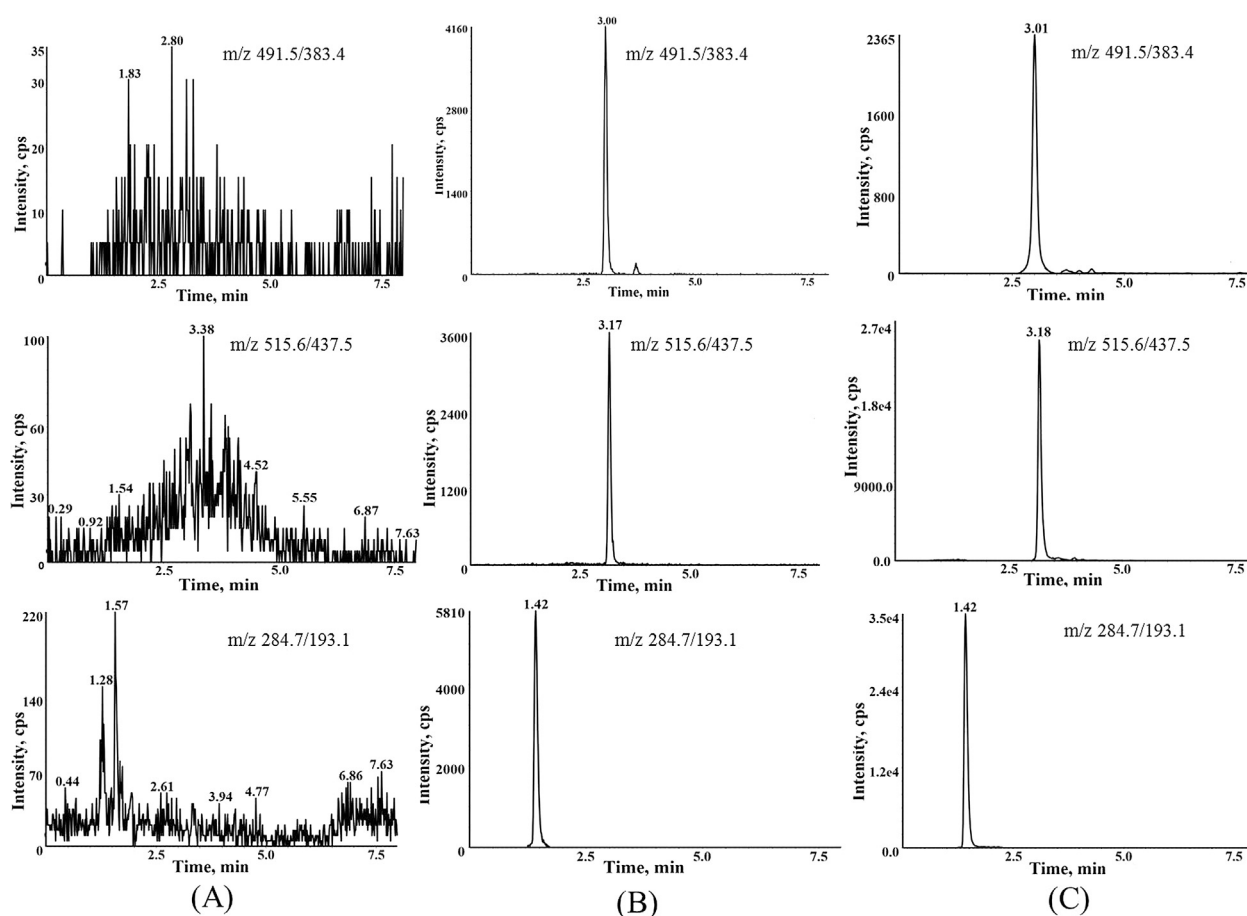 35
30
20
10
0
1.83
2.80
m/z 491.5/383.4
Intensity, cps
2.5
5.0
7.5
Time, min
4160
2800
1400
0
3.00
m/z 491.5/383.4
Intensity, cps
2.5
5.0
7.5
Time, min
2365
1600
800
0
3.01
m/z 491.5/383.4
Intensity, cps
2.5
5.0
7.5
Time, min
100
60
30
0
3.38
m/z 515.6/437.5
0.29
0.92
1.54
4.52
5.55
6.87
7.63
Intensity, cps
2.5
5.0
7.5
Time, min
3600
2400
1200
0
3.17
m/z 515.6/437.5
Intensity, cps
2.5
5.0
7.5
Time, min
2.7e4
1.8e4
9000.0
0.0
3.18
m/z 515.6/437.5
Intensity, cps
2.5
5.0
7.5
Time, min
220
140
70
0
1.57
1.28
m/z 284.7/193.1
0.44
2.61
3.94
4.77
6.86
7.63
Intensity, cps
2.5
5.0
7.5
Time, min
5810
4000
2000
0
1.42
m/z 284.7/193.1
Intensity, cps
2.5
5.0
7.5
Time, min
3.5e4
2.4e4
1.2e4
0.0
1.42
m/z 284.7/193.1
Intensity, cps
2.5
5.0
7.5
Time, min
(A)
(B)
(C)